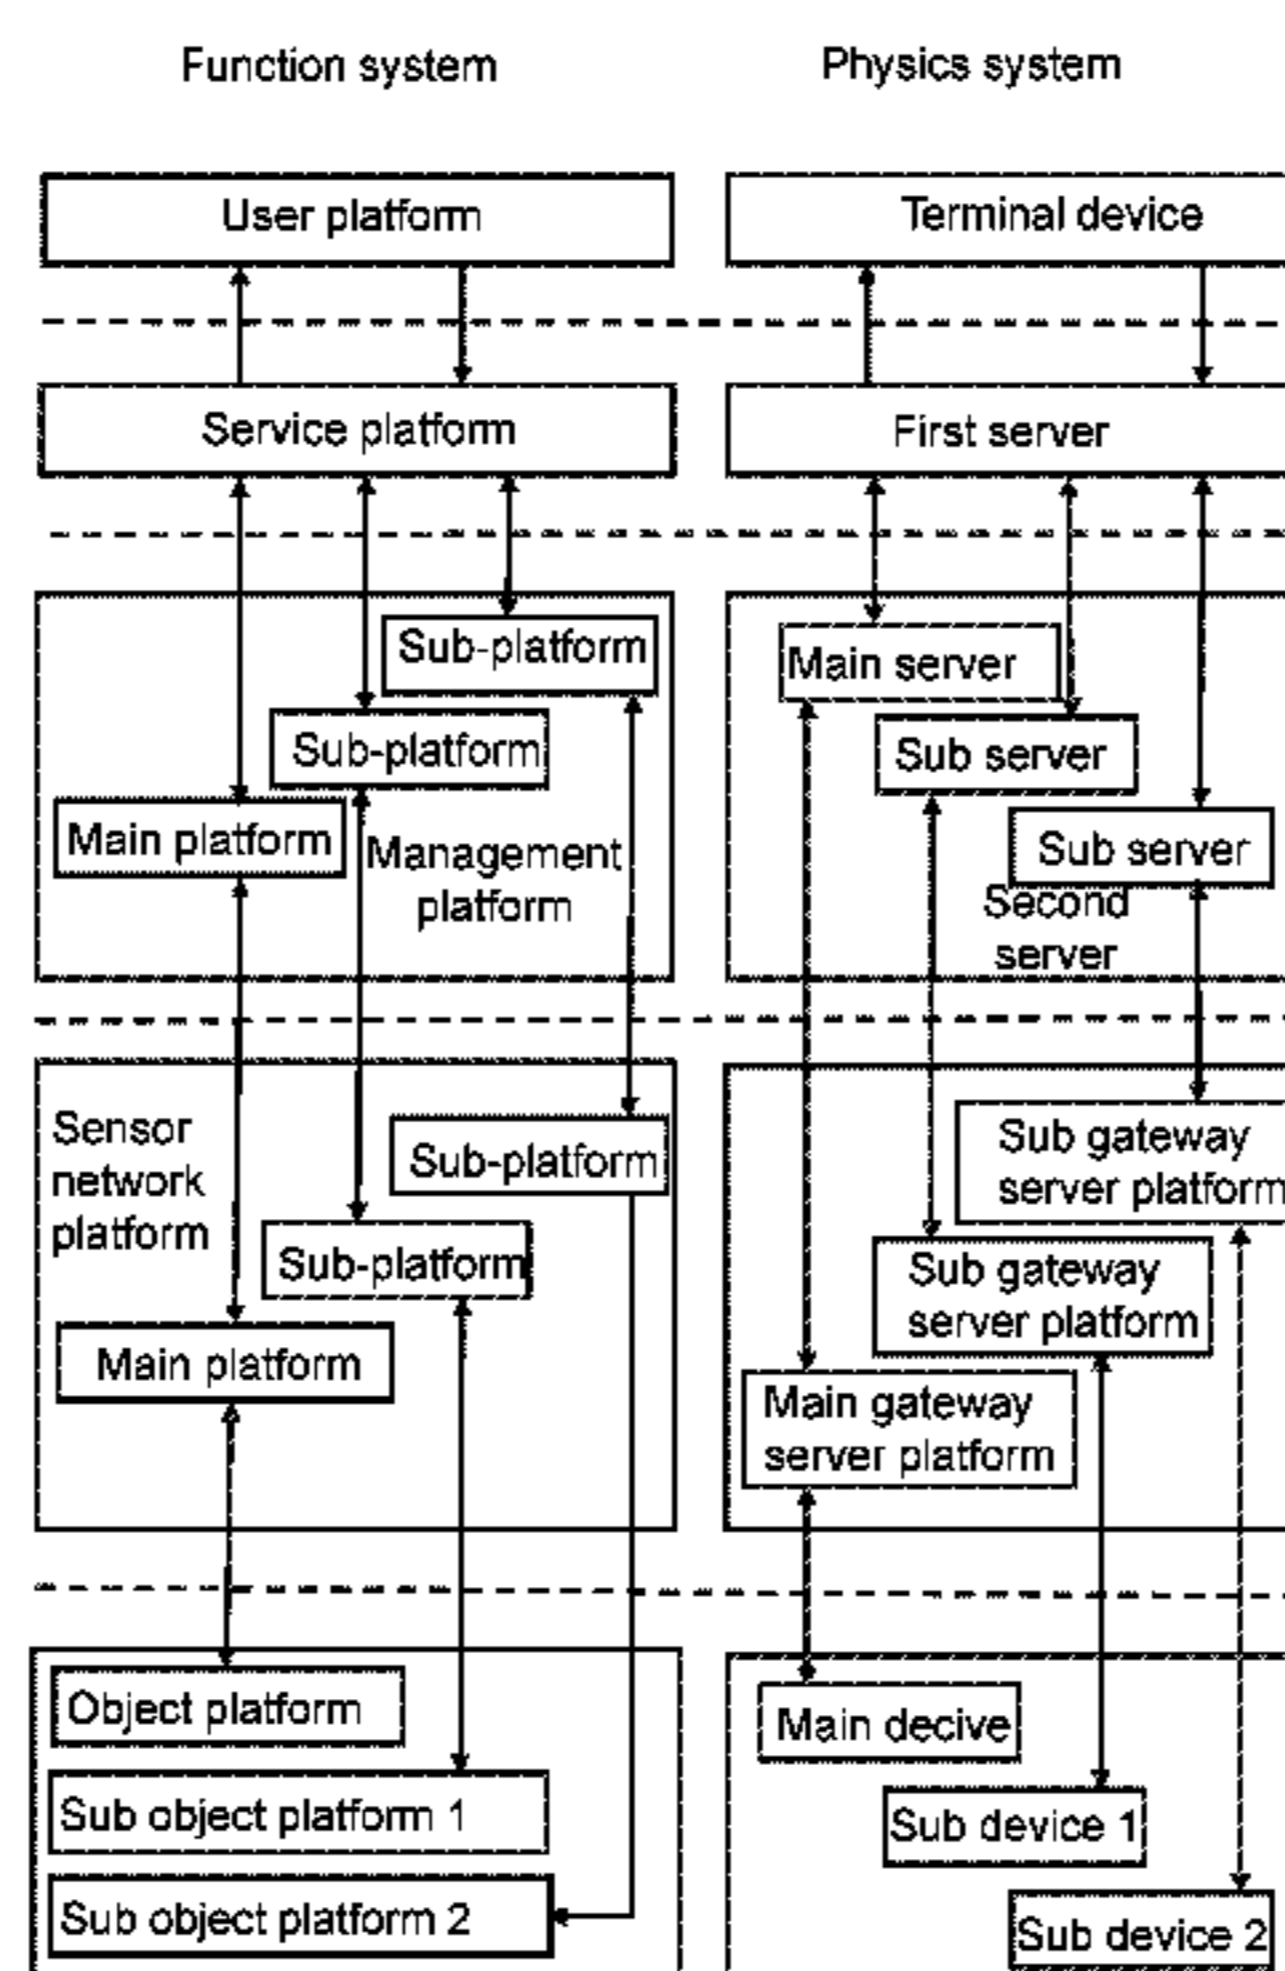 Function system
Physics system
User platform
Terminal device
Service platform
First server
Sub-platform
Sub-platform
Main platform
Management
platform
Main server
Sub server
Sub server
Second
server
Sensor
network
platform
Sub-platform
Sub-platform
Main platform
Sub gateway
server platform
Sub gateway
server platform
Main gateway
server platform
Object platform
Sub object platform 1
Sub object platform 2
Main decive
Sub device 1
Sub device 2